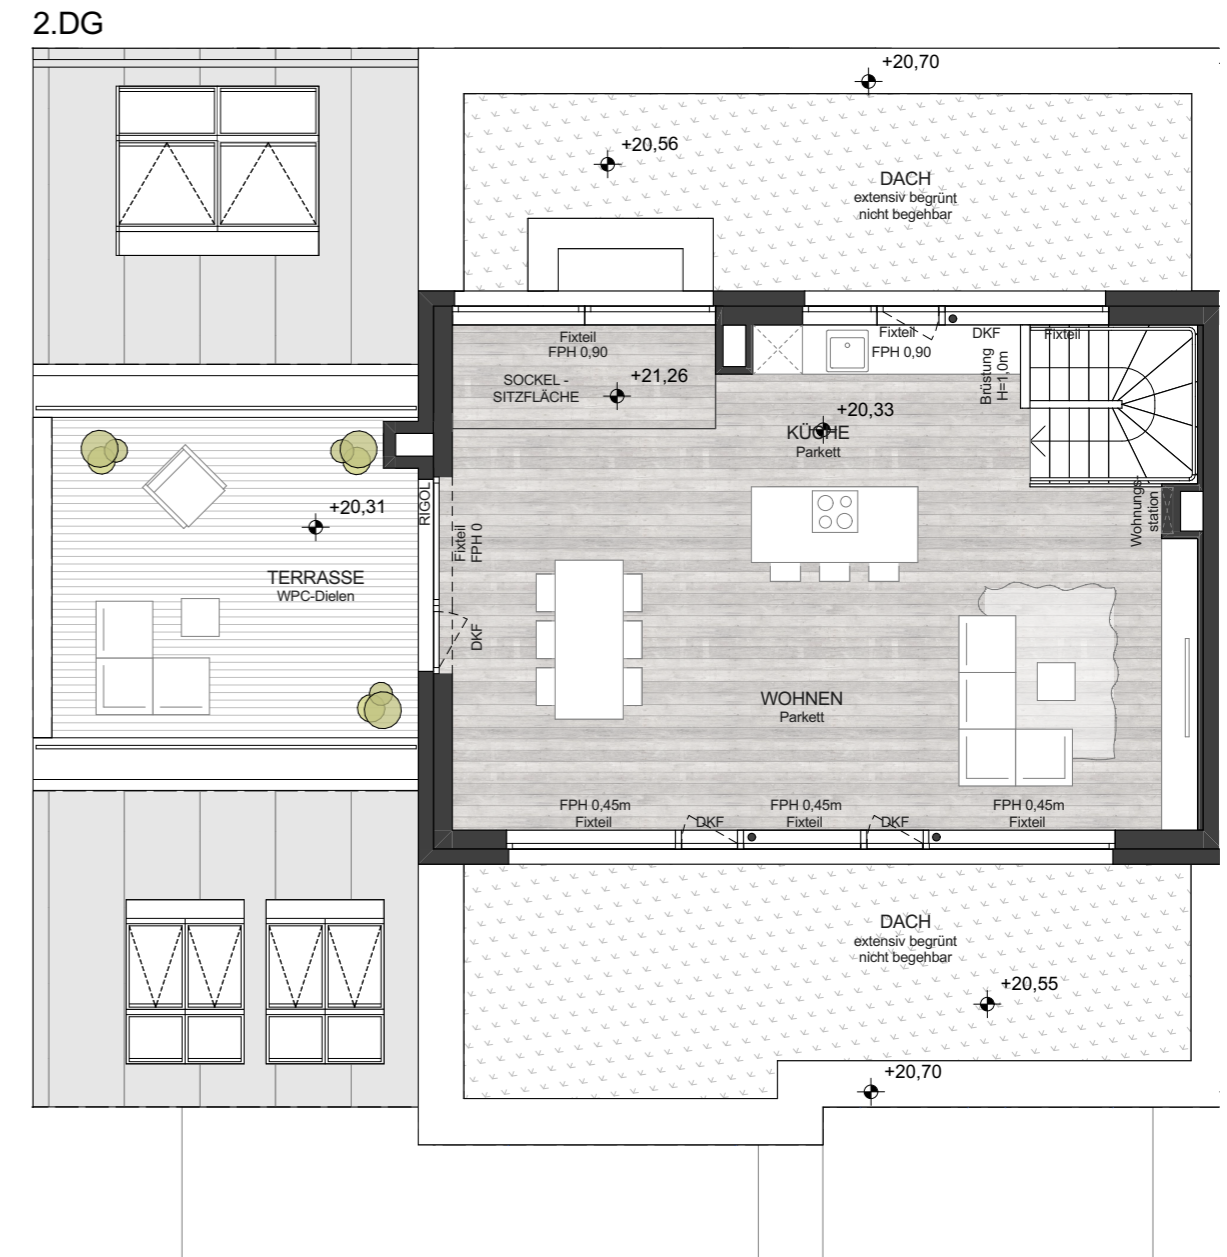 2.DG
+20,70
+20,56
DACH
extensiv begrünt
nicht begehbar
Fixteil
FPH 0,90
SOCKEL -
SITZFLÄCHE
+21,26
Fixteil
FPH 0,90
DKF
Fixteil
Brüstung
H=1,0m
+20,33
KÜCHE
Parkett
RIGOL
Fixteil
FPH 0
DKF
+20,31
TERRASSE
WPC-Dielen
Wohnungs-
station
WOHNEN
Parkett
FPH 0,45m
Fixteil
DKF
FPH 0,45m
Fixteil
DKF
FPH 0,45m
Fixteil
DACH
extensiv begrünt
nicht begehbar
+20,55
+20,70